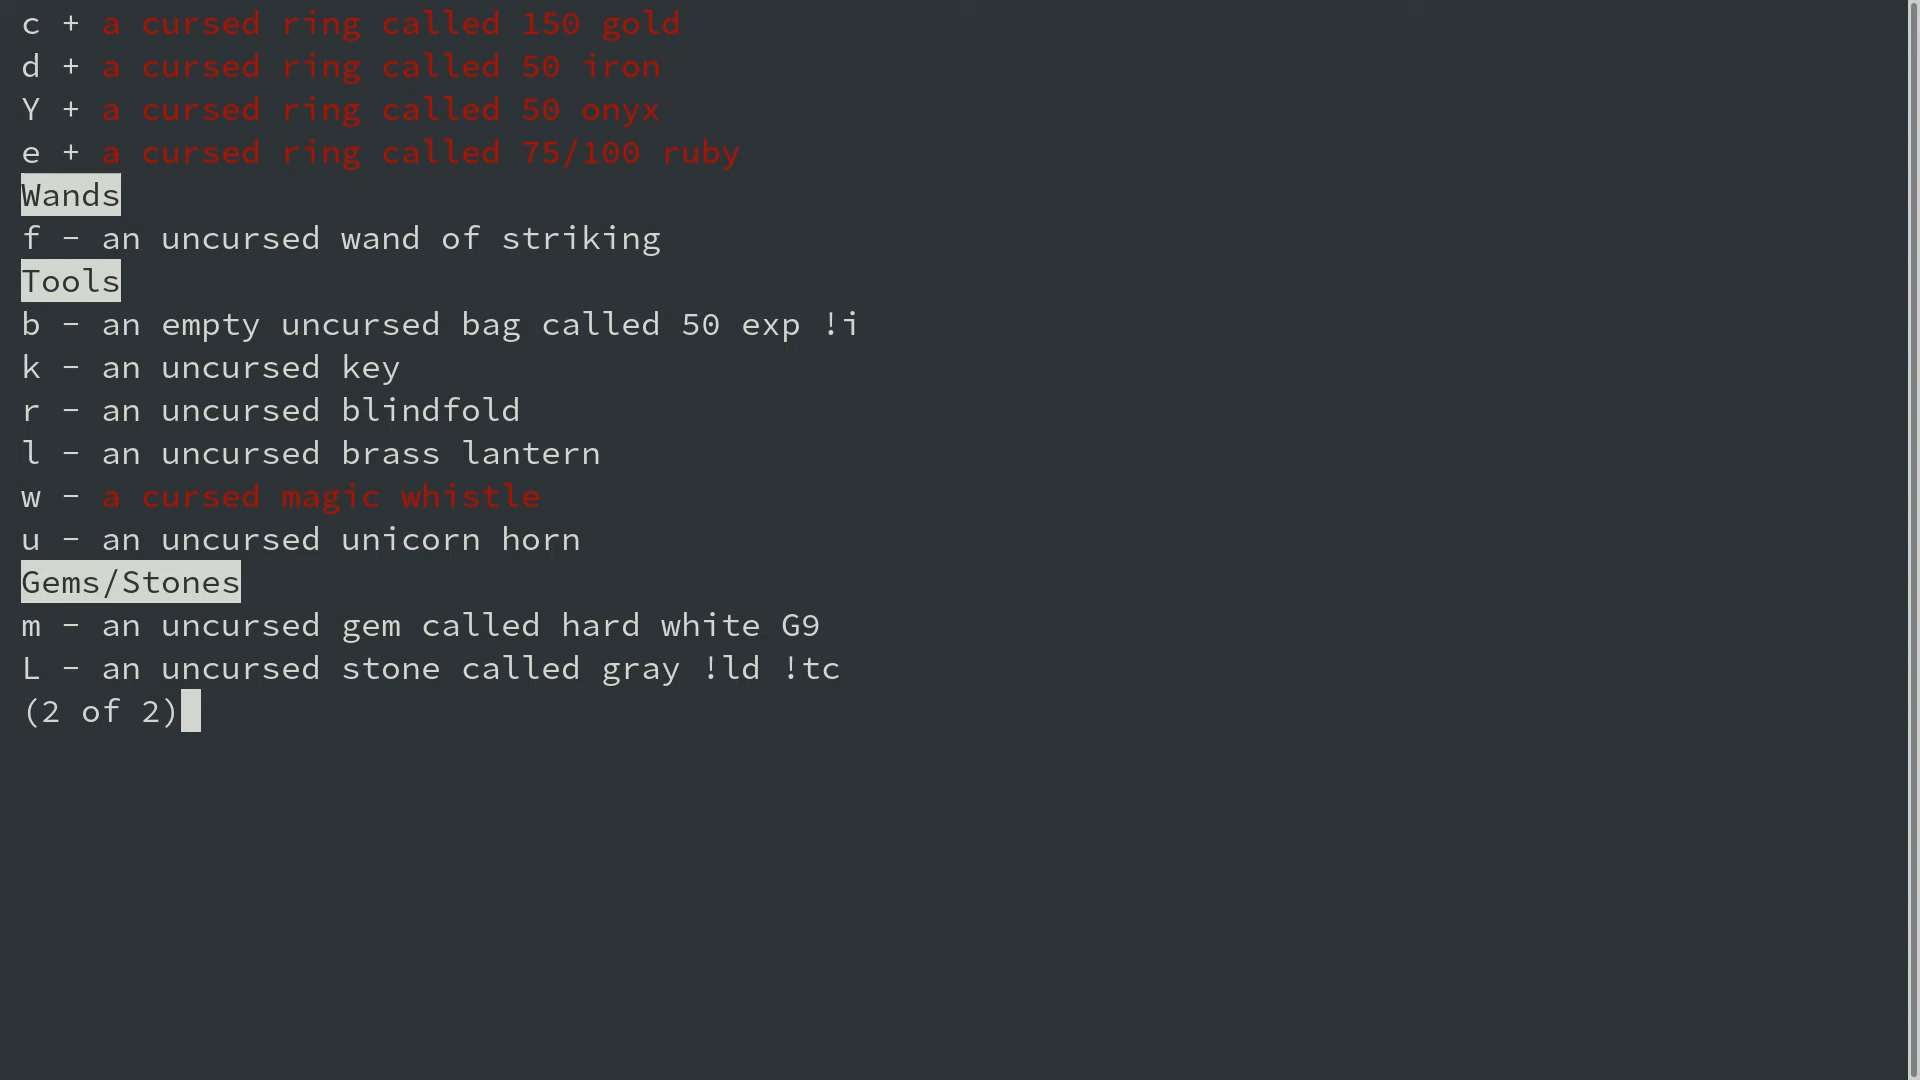 c + a cursed ring called 150 gold
d + a cursed ring called 50 iron
Y + a cursed ring called 50 onyx
e + a cursed ring called 75/100 ruby
Wands
f - an uncursed wand of striking
Tools
b - an empty uncursed bag called 50 exp !i
k - an uncursed key
r - an uncursed blindfold
l - an uncursed brass lantern
w - a cursed magic whistle
u - an uncursed unicorn horn
Gems/Stones
m - an uncursed gem called hard white G9
L - an uncursed stone called gray !ld !tc
(2 of 2)